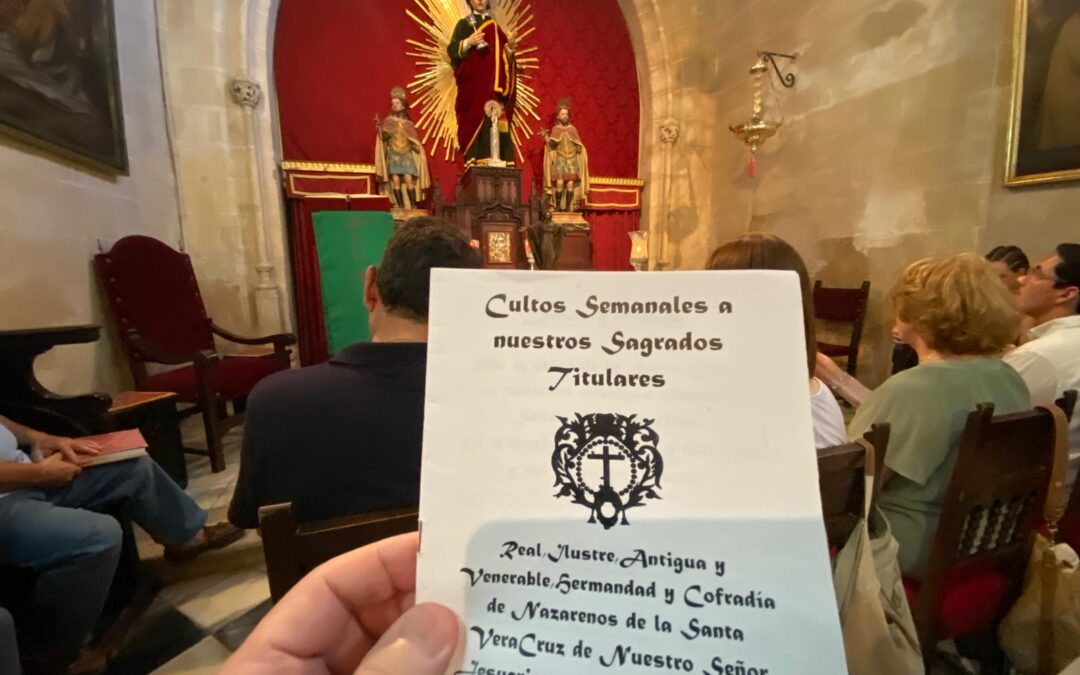 Cultos Semanales a
nuestros Sagrados
Titulares
Real, Ilustre, Antigua y
Venerable, Hermandad y Cofradía
de Nazarenos de la Santa
VeraCruz de Nuestro Señor